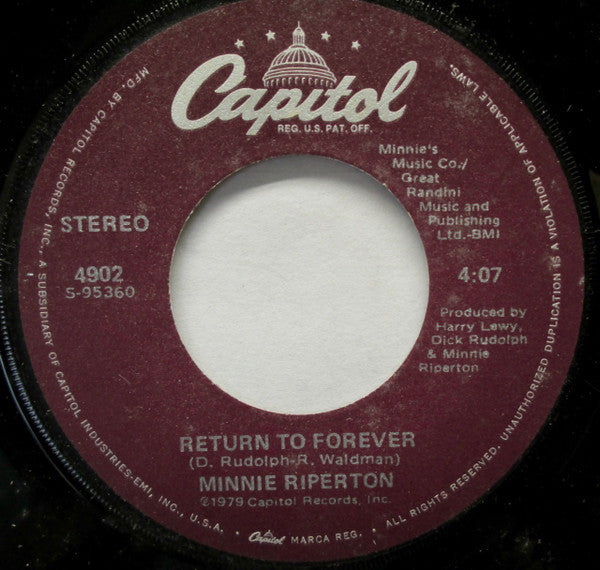 Capitol
REG. U.S. PAT. OFF.
Minnie's
Music Co./
Great
Randini
Music and
Publishing
Ltd.-BMI
STEREO
4902
S-95360
4:07
Produced by
Harry Lewy,
Dick Rudolph
& Minnie
Riperton
RETURN TO FOREVER
(D. Rudolph-R. Waldman)
MINNIE RIPERTON
℗1979 Capitol Records, Inc.
MFD. BY CAPITOL RECORDS, INC., A SUBSIDIARY OF CAPITOL INDUSTRIES-EMI, INC., U.S.A. • Capitol MARCA REG. • ALL RIGHTS RESERVED. UNAUTHORIZED DUPLICATION IS A VIOLATION OF APPLICABLE LAWS.